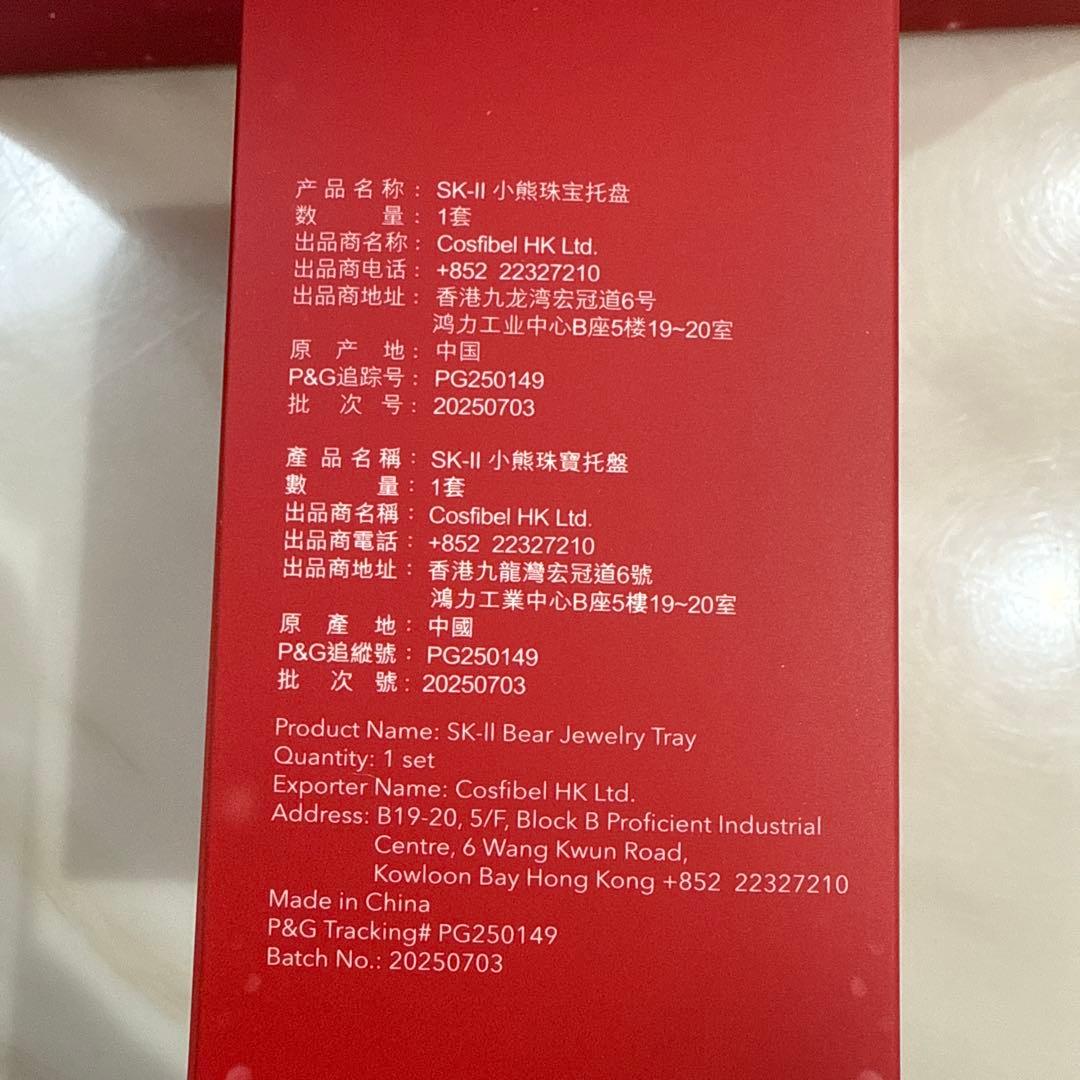 产品名称：SK-II 小熊珠宝托盘
数量：1套
出品商名称：Cosfibel HK Ltd.
出品商电话：+852 22327210
出品商地址：香港九龙湾宏冠道6号
鸿力工业中心B座5楼19~20室
原产地：中国
P&G追踪号：PG250149
批次号：20250703
產品名稱：SK-II 小熊珠寶托盤
數量：1套
出品商名稱：Cosfibel HK Ltd.
出品商電話：+852 22327210
出品商地址：香港九龍灣宏冠道6號
鴻力工業中心B座5樓19~20室
原產地：中國
P&G追縱號：PG250149
批次號：20250703
Product Name: SK-II Bear Jewelry Tray
Quantity: 1 set
Exporter Name: Cosfibel HK Ltd.
Address: B19-20, 5/F, Block B Proficient Industrial
Centre, 6 Wang Kwun Road,
Kowloon Bay Hong Kong +852 22327210
Made in China
P&G Tracking# PG250149
Batch No.: 20250703